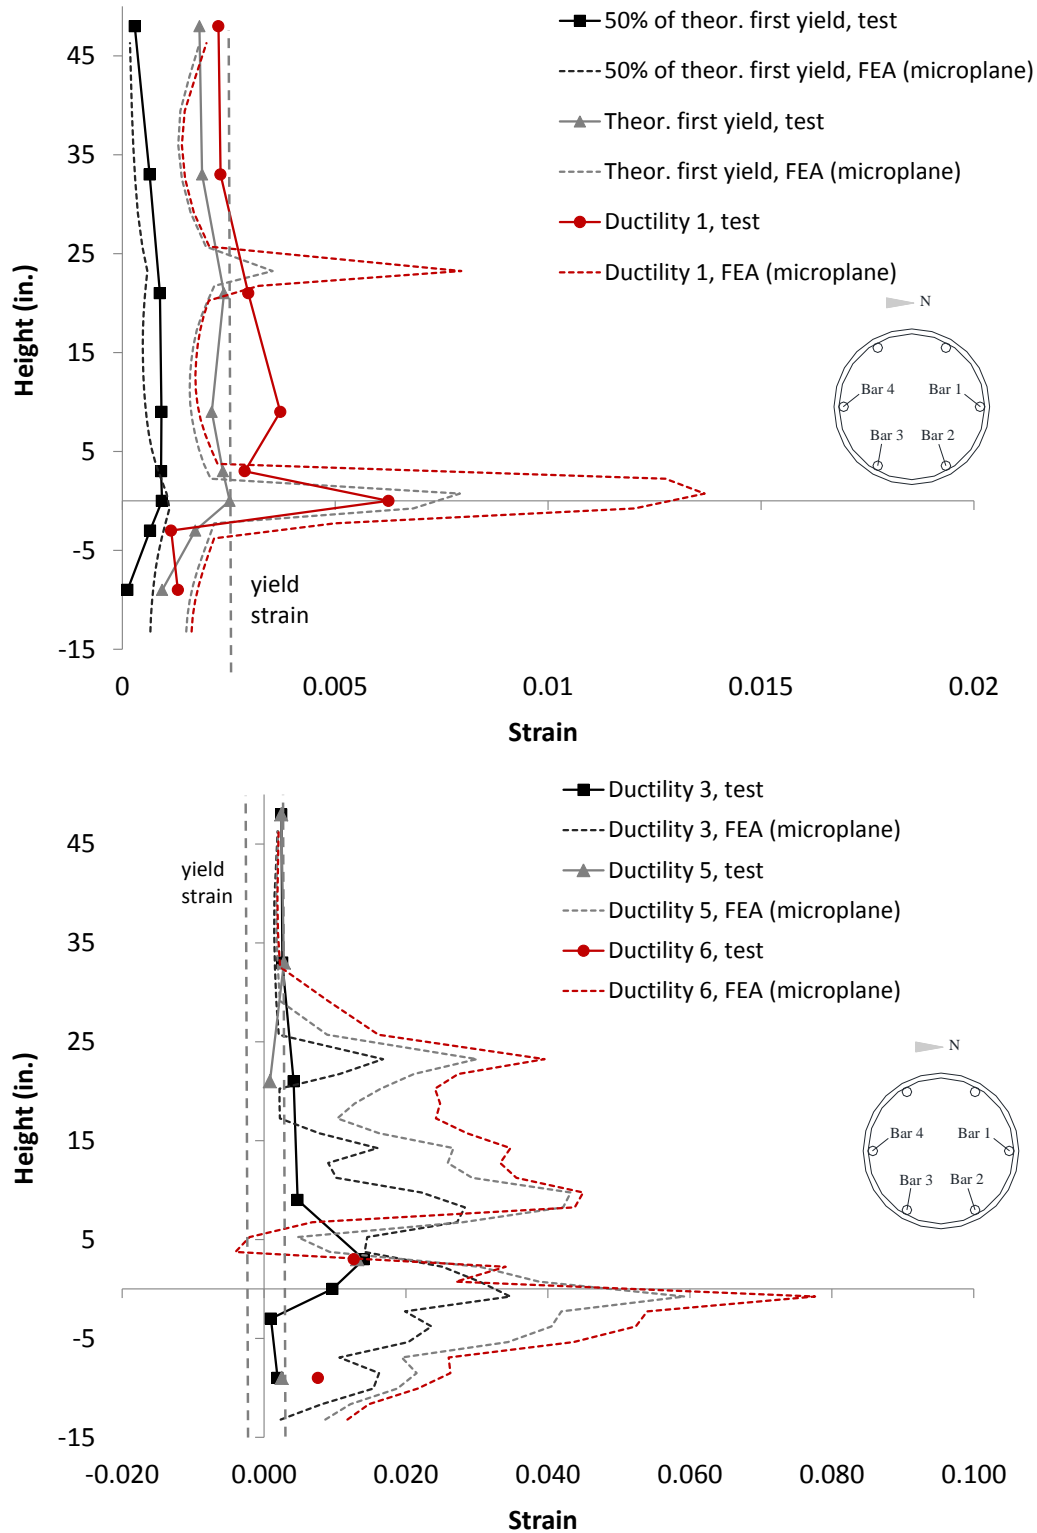 50% of theor. first yield, test
50% of theor. first yield, FEA (microplane)
Theor. first yield, test
Theor. first yield, FEA (microplane)
Ductility 1, test
Ductility 1, FEA (microplane)
N
Bar 4
Bar 1
Bar 3
Bar 2
Height (in.)
45
35
25
15
5
-5
-15
yield
strain
0
0.005
0.01
0.015
0.02
Strain
Ductility 3, test
Ductility 3, FEA (microplane)
Ductility 5, test
Ductility 5, FEA (microplane)
Ductility 6, test
Ductility 6, FEA (microplane)
yield
strain
N
Bar 4
Bar 1
Bar 3
Bar 2
Height (in.)
45
35
25
15
5
-5
-15
-0.020
0.000
0.020
0.040
0.060
0.080
0.100
Strain